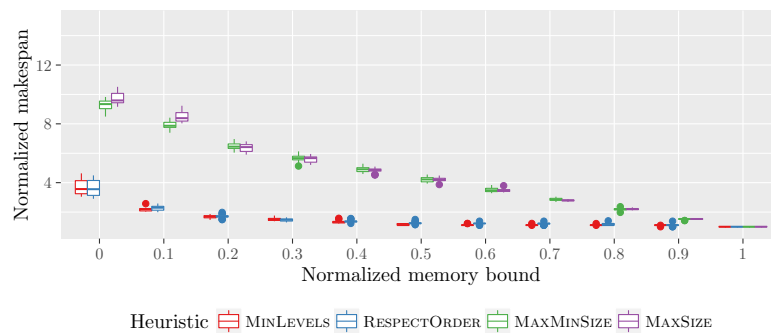 Normalized makespan
12
8
4
0 0.1 0.2 0.3 0.4 0.5 0.6 0.7 0.8 0.9 1
Normalized memory bound
Heuristic MINLEVELS RESPECTORDER MAXMINSIZE MAXSIZE